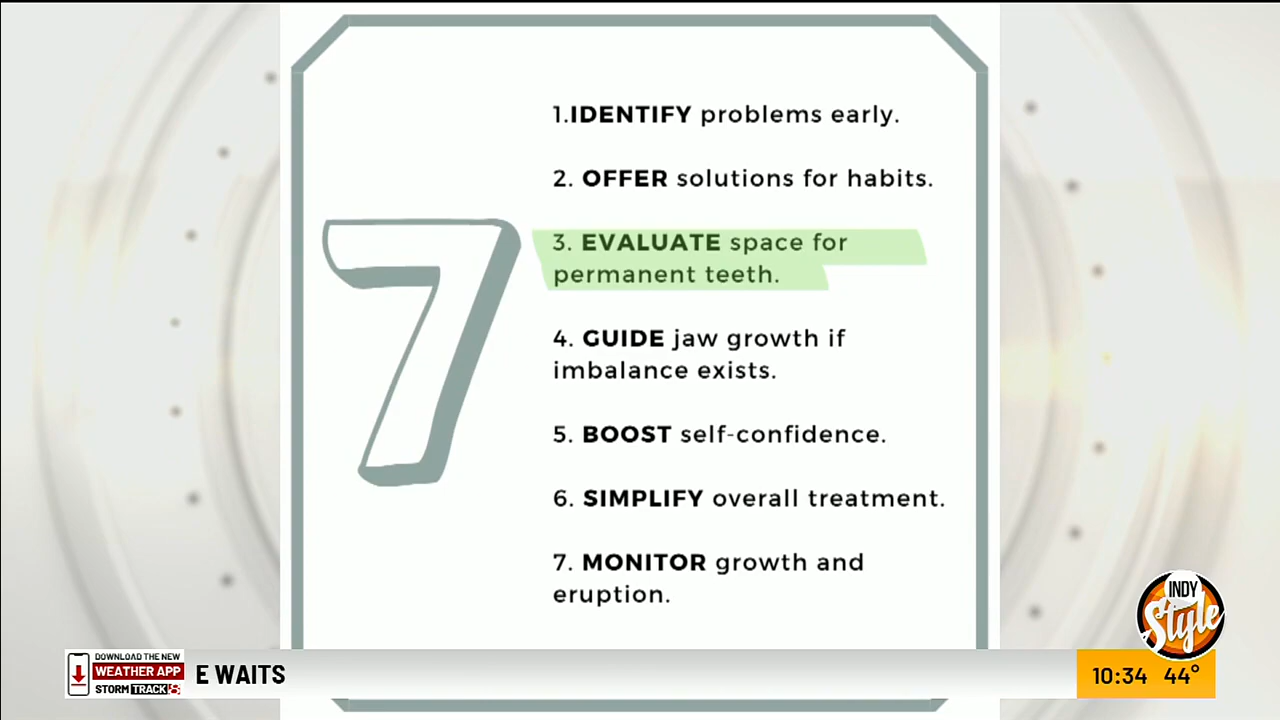 7
1.IDENTIFY problems early.
2. OFFER solutions for habits.
3. EVALUATE space for
permanent teeth.
4. GUIDE jaw growth if
imbalance exists.
5. BOOST self-confidence.
6. SIMPLIFY overall treatment.
7. MONITOR growth and
eruption.
INDY
Style
DOWNLOAD THE NEW
WEATHER APP
STORM TRACK 8
E WAITS
10:34 44°